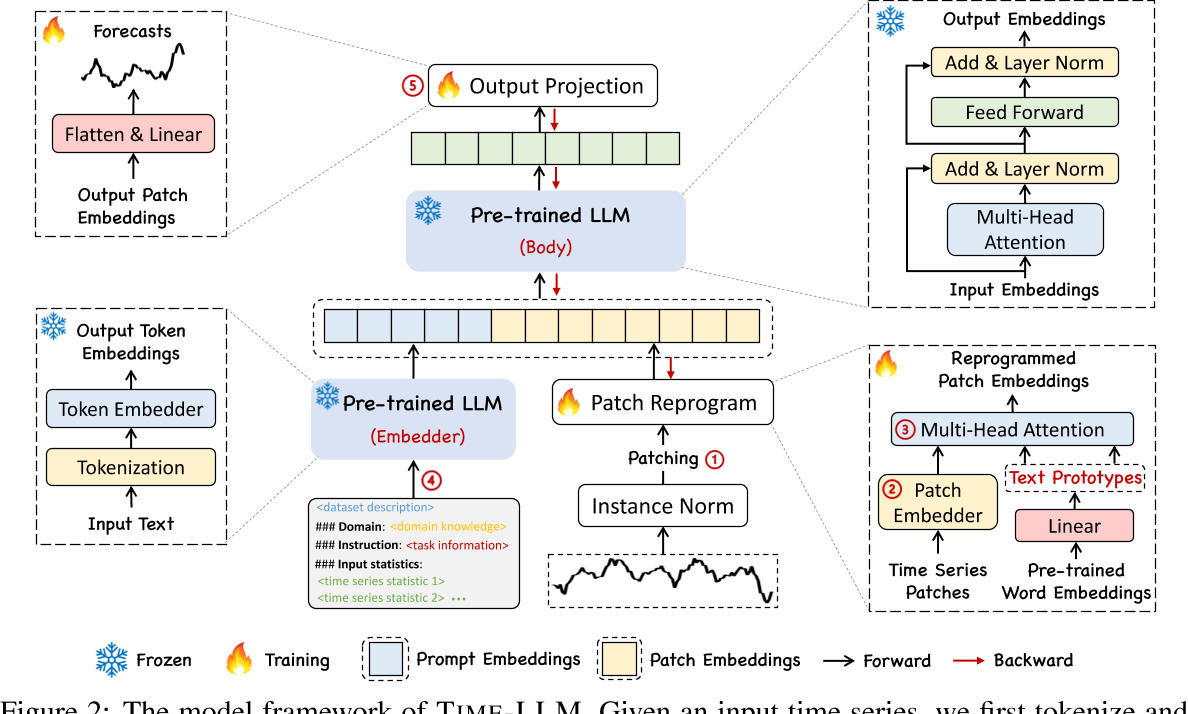 Forecasts
Flatten & Linear
Output Patch
Embeddings
⑤ Output Projection
Pre-trained LLM
(Body)
Output Embeddings
Add & Layer Norm
Feed Forward
Add & Layer Norm
Multi-Head
Attention
Input Embeddings
Output Token
Embeddings
Token Embedder
Tokenization
Input Text
Pre-trained LLM
(Embedder)
④
<dataset description>
### Domain: <domain knowledge>
### Instruction: <task information>
### Input statistics:
<time series statistic 1>
<time series statistic 2> ...
Patch Reprogram
Patching ①
Instance Norm
Reprogrammed
Patch Embeddings
③ Multi-Head Attention
② Patch
Embedder
Text Prototypes
Linear
Time Series
Patches
Pre-trained
Word Embeddings
Frozen
Training
Prompt Embeddings
Patch Embeddings
Forward
Backward
Figure 2: The model framework of TIME-LLM. Given an input time series, we first tokenize and